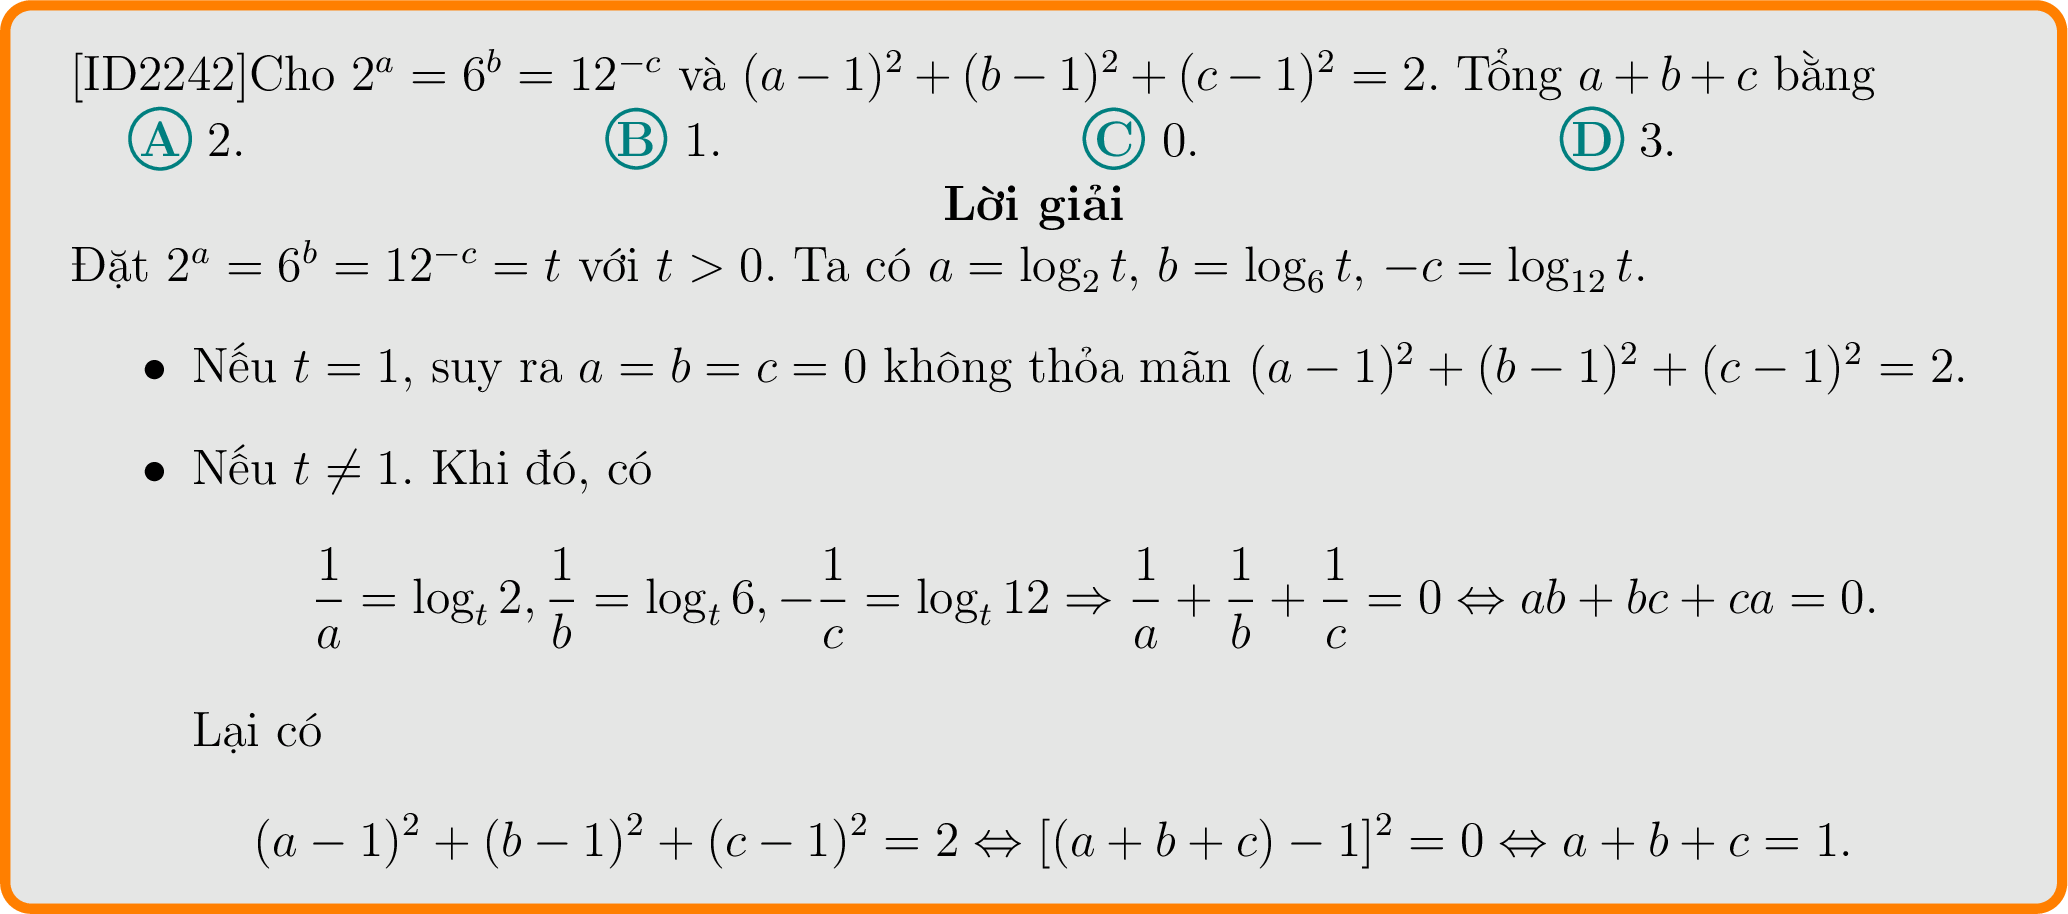 [ID2242]Cho $2^a = 6^b = 12^{-c}$ và $(a-1)^2 + (b-1)^2 + (c-1)^2 = 2$. Tổng $a + b + c$ bằng
Ⓐ 2. Ⓑ 1. Ⓒ 0. Ⓓ 3.
Lời giải
Đặt $2^a = 6^b = 12^{-c} = t$ với $t > 0$. Ta có $a = \log_2 t$, $b = \log_6 t$, $-c = \log_{12} t$.
• Nếu $t = 1$, suy ra $a = b = c = 0$ không thỏa mãn $(a-1)^2 + (b-1)^2 + (c-1)^2 = 2$.
• Nếu $t \neq 1$. Khi đó, có
$\frac{1}{a} = \log_t 2, \frac{1}{b} = \log_t 6, -\frac{1}{c} = \log_t 12 \Rightarrow \frac{1}{a} + \frac{1}{b} + \frac{1}{c} = 0 \Leftrightarrow ab + bc + ca = 0.$
Lại có
$(a-1)^2 + (b-1)^2 + (c-1)^2 = 2 \Leftrightarrow [(a+b+c) - 1]^2 = 0 \Leftrightarrow a + b + c = 1.$